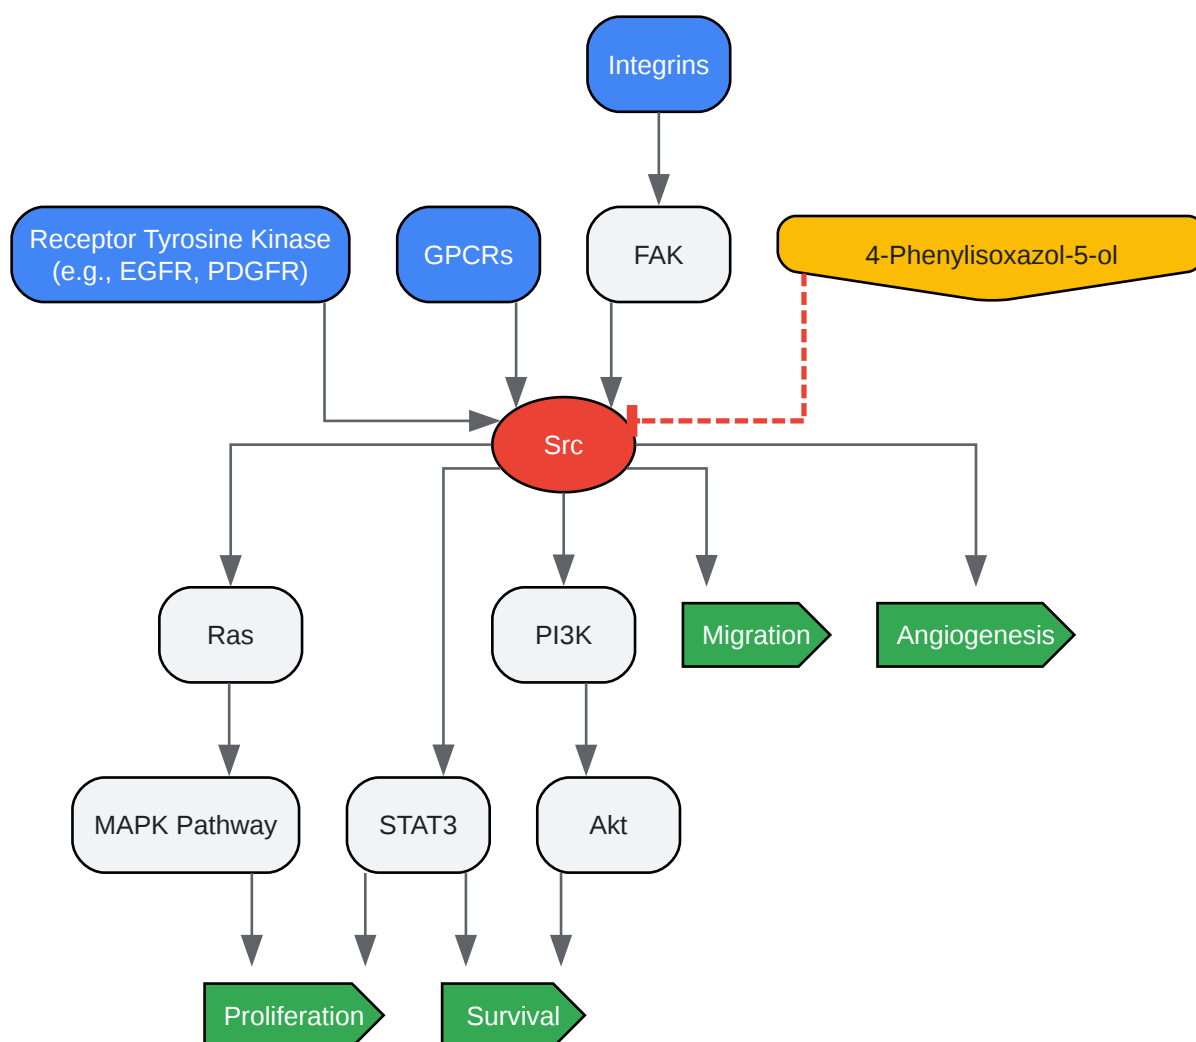 Integrins
Receptor Tyrosine Kinase
(e.g., EGFR, PDGFR)
GPCRs
FAK
4-Phenylisoxazol-5-ol
Src
Ras
PI3K
Migration
Angiogenesis
MAPK Pathway
STAT3
Akt
Proliferation
Survival